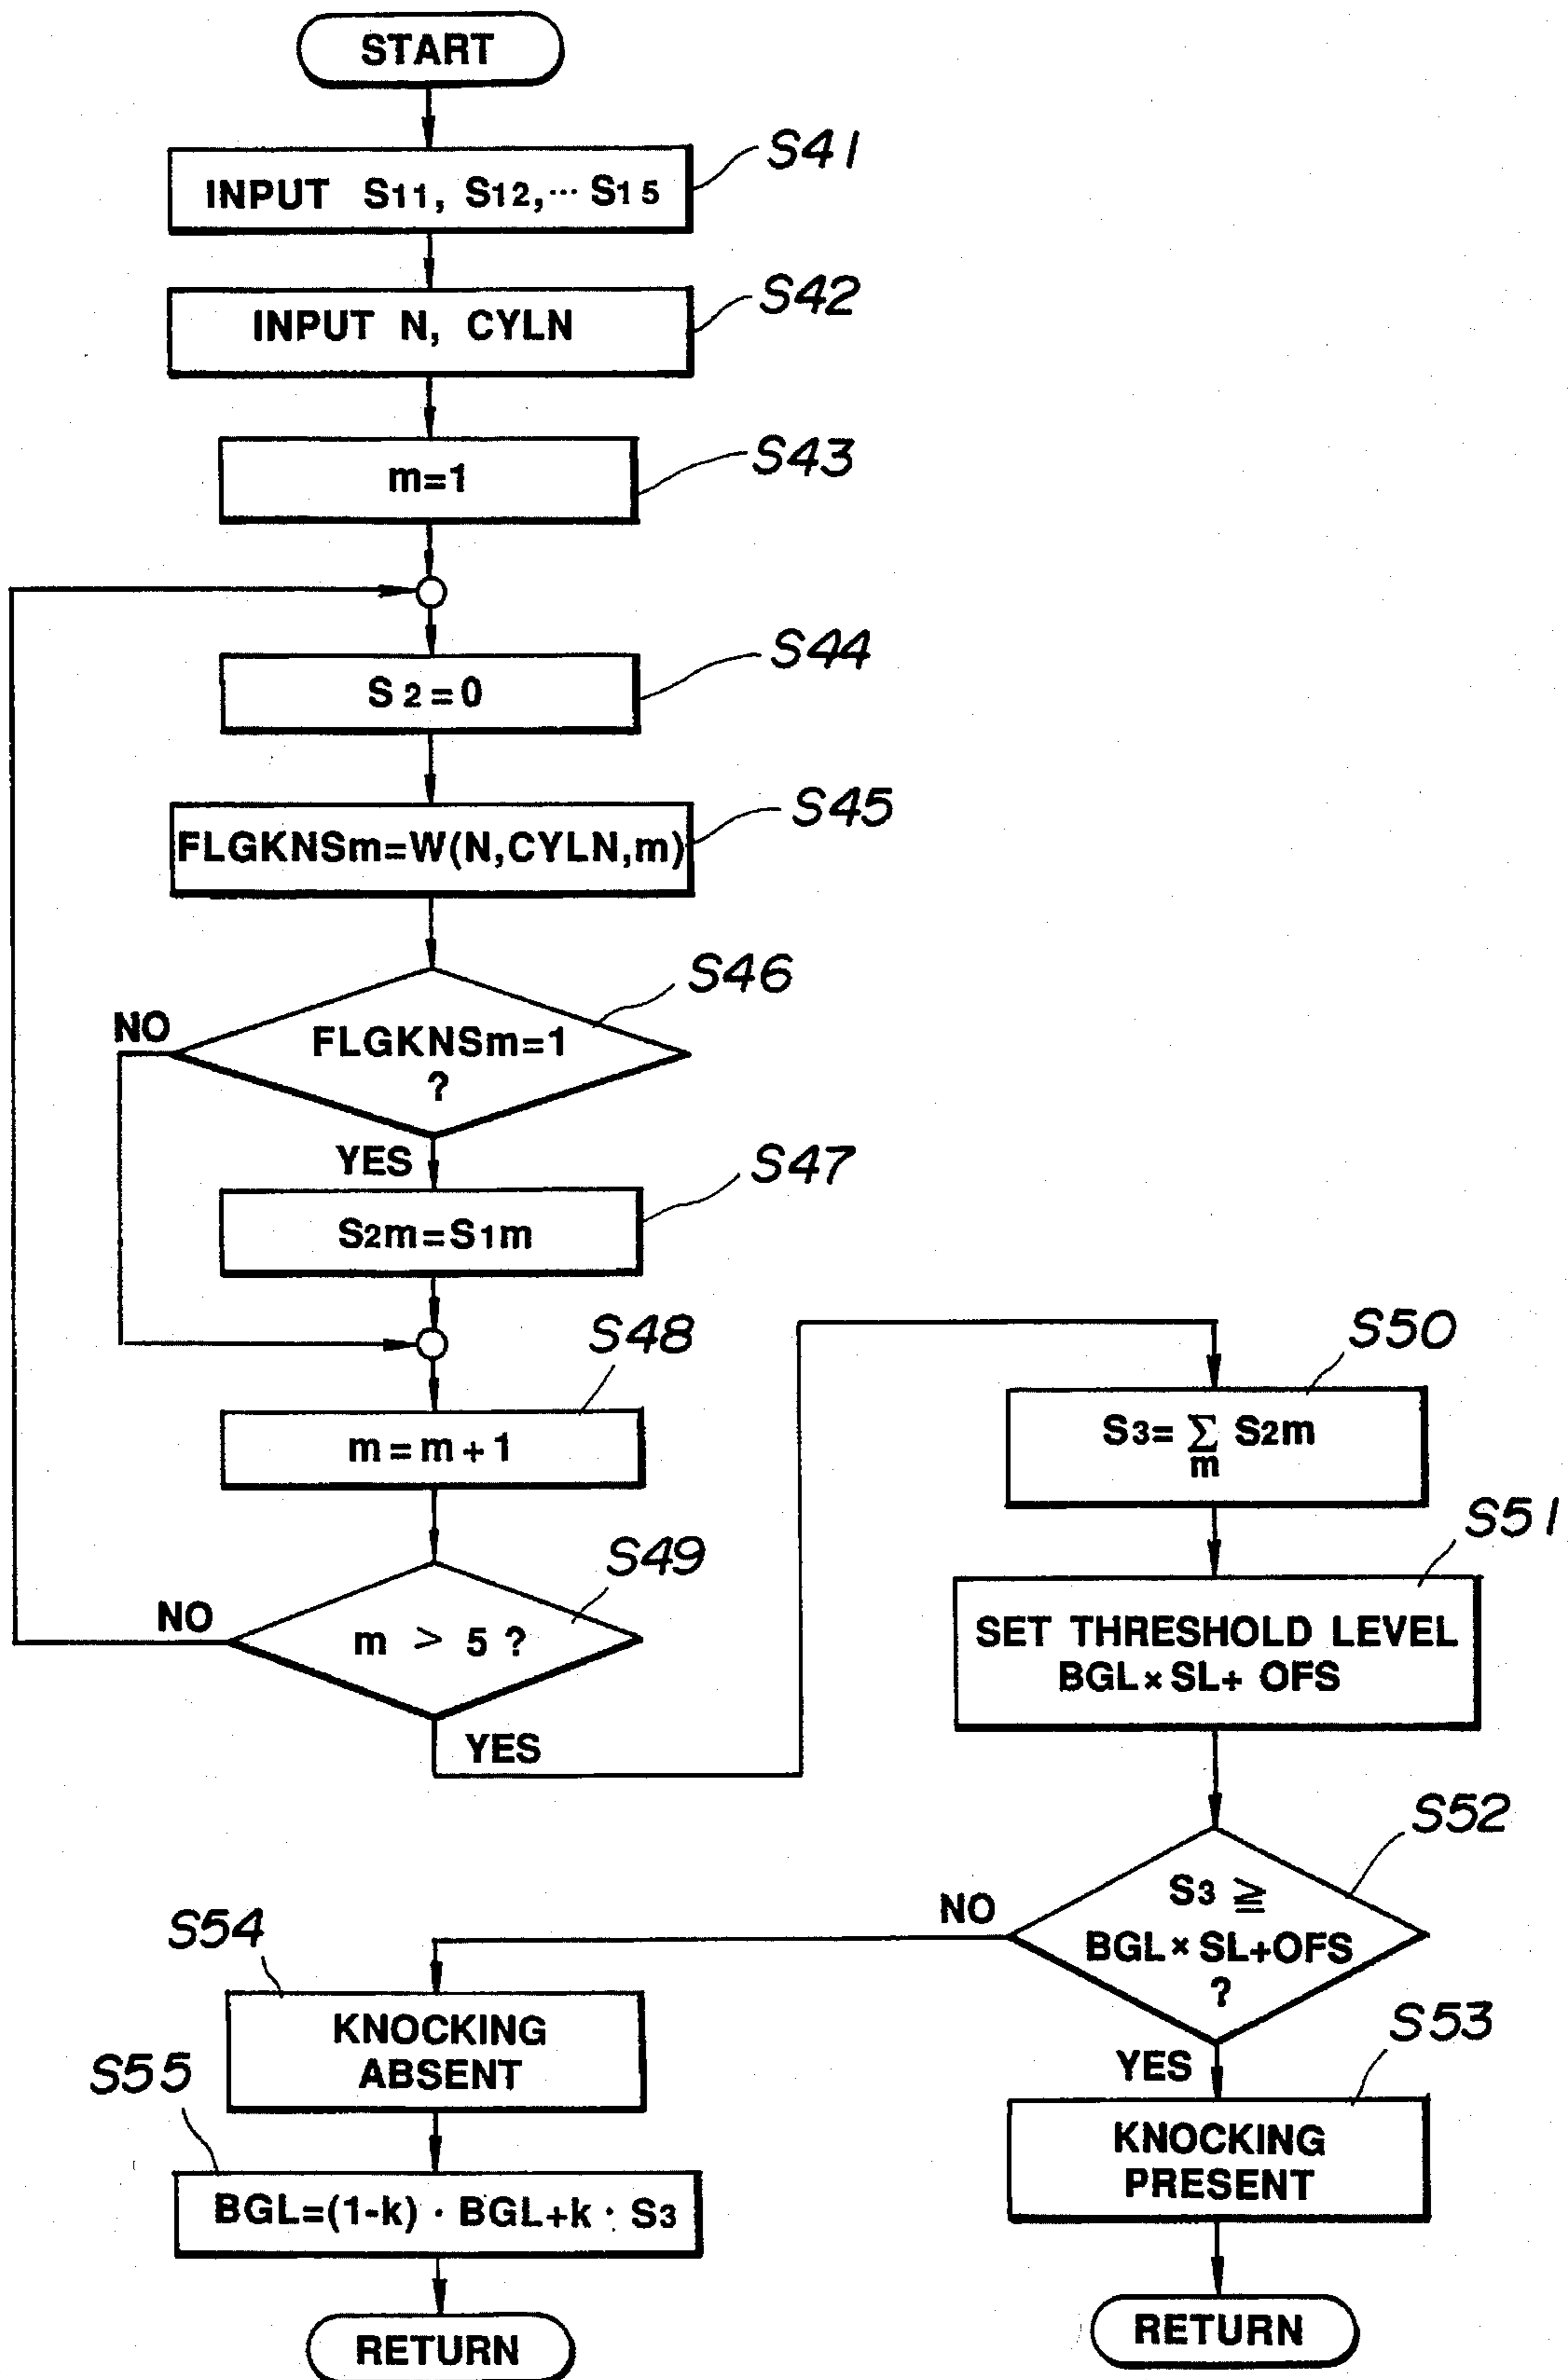 START
S41
INPUT S11, S12,··· S15
S42
INPUT N, CYLN
S43
m=1
S44
S2=0
S45
FLGKNSm=W(N,CYLN,m)
S46
NO
FLGKNSm=1
?
YES
S47
S2m=S1m
S48
m=m+1
S49
NO
m > 5 ?
YES
S50
S3= Σ S2m
m
S51
SET THRESHOLD LEVEL
BGL×SL+ OFS
S52
NO
S3 ≧
BGL× SL+OFS
?
YES
S53
KNOCKING
PRESENT
RETURN
S54
KNOCKING
ABSENT
S55
BGL=(1-k) · BGL+k · S3
RETURN